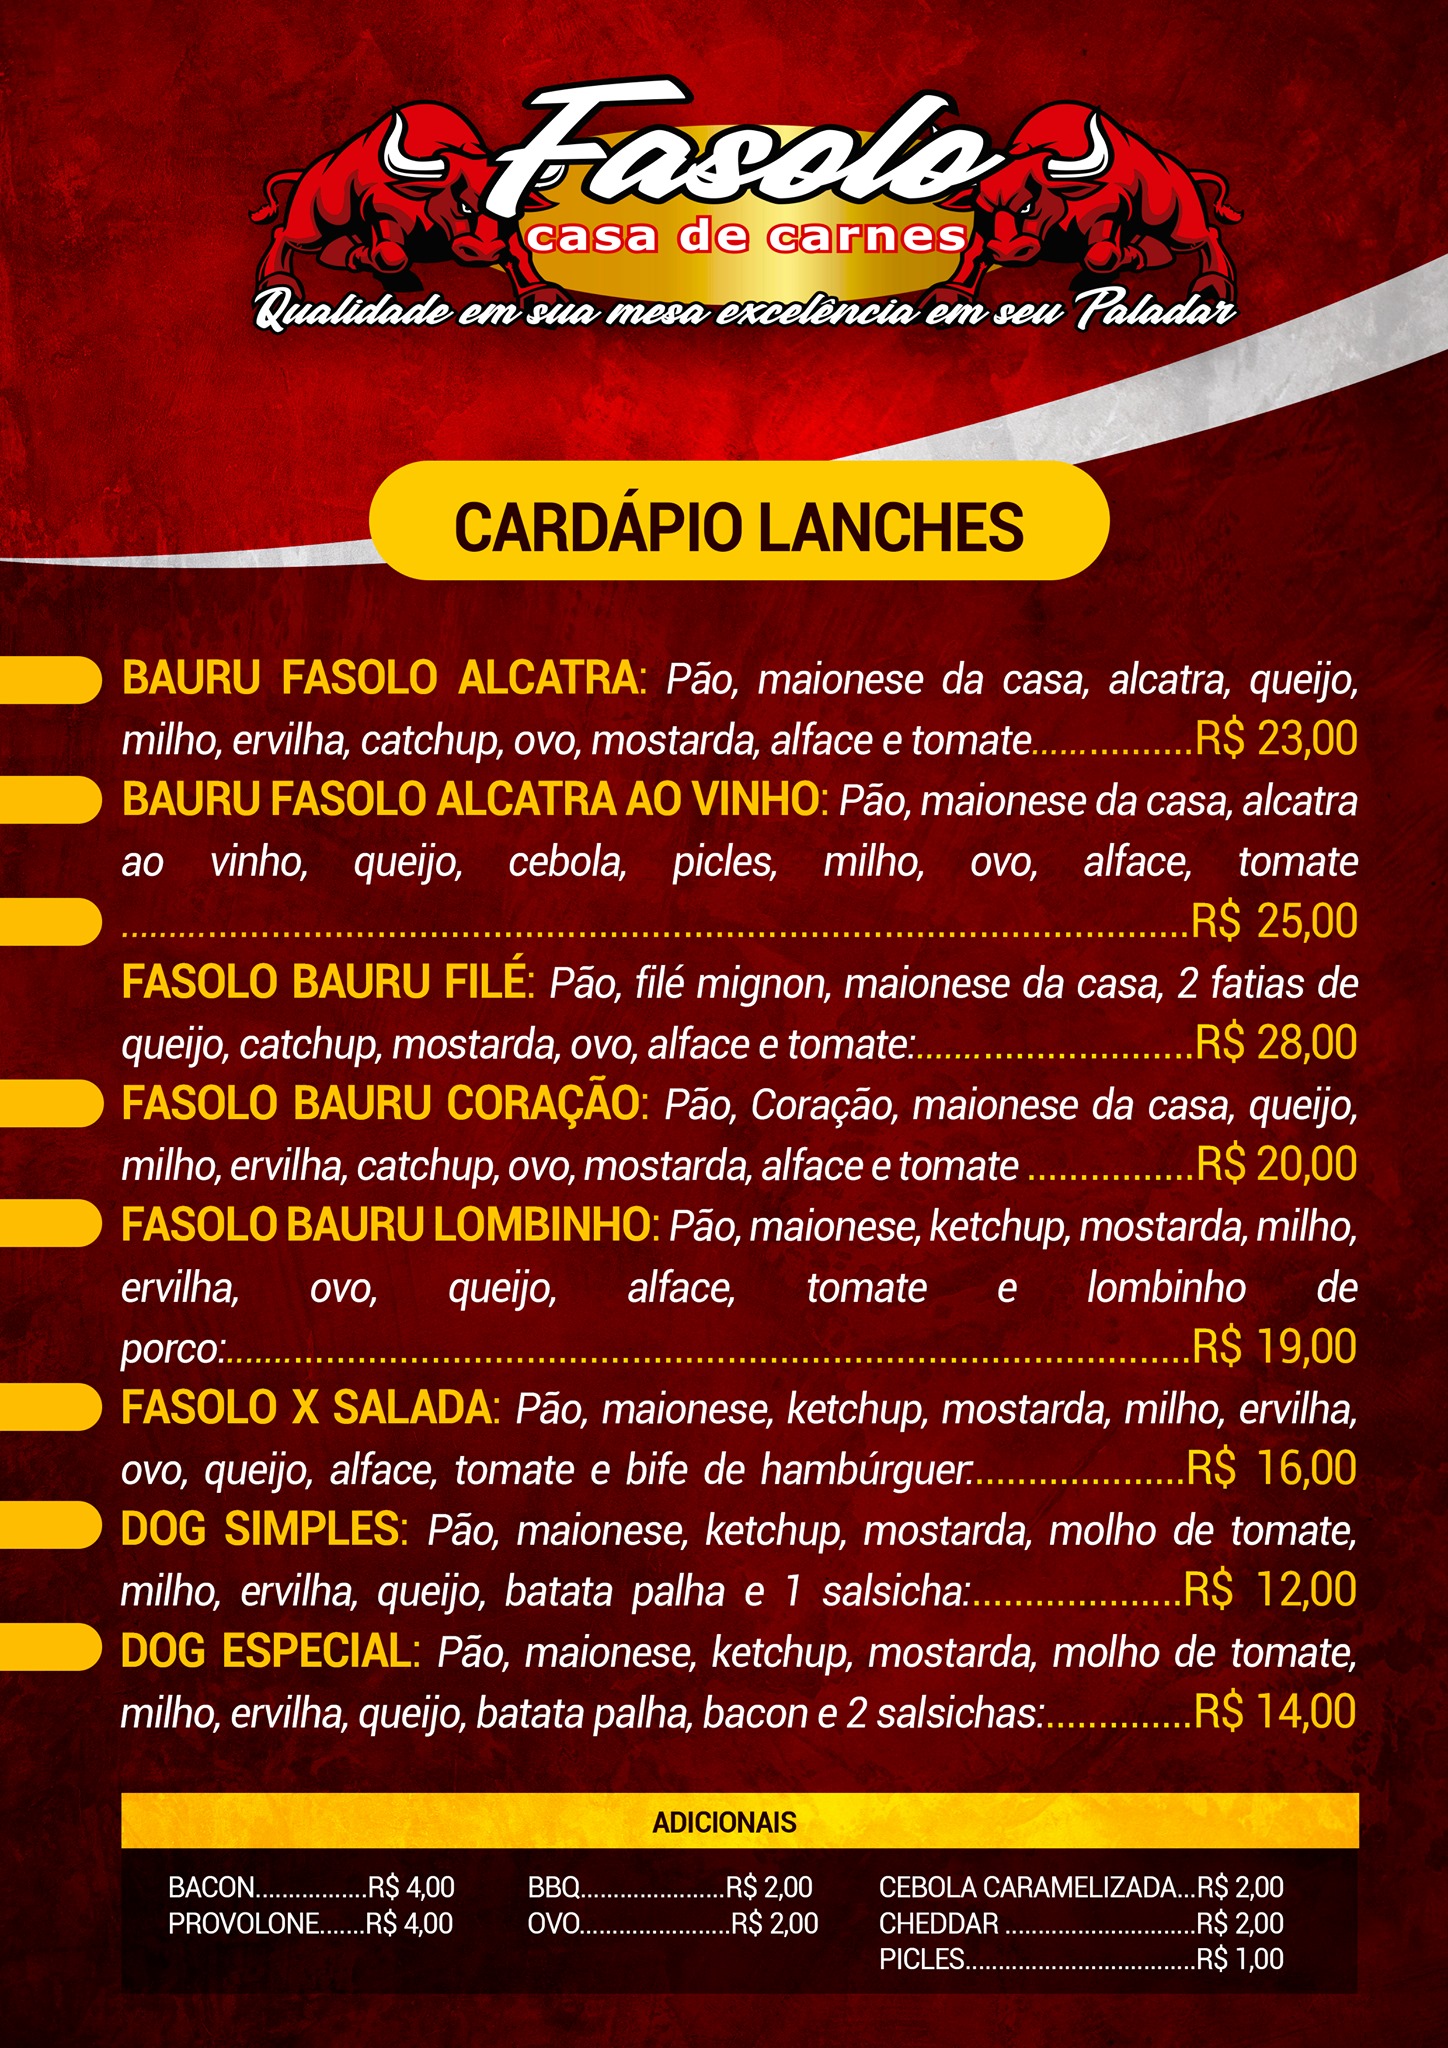 Fasolo
casa de carnes
Qualidade em sua mesa excelência em seu Paladar
CARDÁPIO LANCHES
BAURU FASOLO ALCATRA: Pão, maionese da casa, alcatra, queijo,
milho, ervilha, catchup, ovo, mostarda, alface e tomate................R$ 23,00
BAURU FASOLO ALCATRA AO VINHO: Pão, maionese da casa, alcatra
ao vinho, queijo, cebola, picles, milho, ovo, alface, tomate
.......................................................................................................R$ 25,00
FASOLO BAURU FILÉ: Pão, filé mignon, maionese da casa, 2 fatias de
queijo, catchup, mostarda, ovo, alface e tomate:...........................R$ 28,00
FASOLO BAURU CORAÇÃO: Pão, Coração, maionese da casa, queijo,
milho, ervilha, catchup, ovo, mostarda, alface e tomate ................R$ 20,00
FASOLO BAURU LOMBINHO: Pão, maionese, ketchup, mostarda, milho,
ervilha, ovo, queijo, alface, tomate e lombinho de
porco:.............................................................................................R$ 19,00
FASOLO X SALADA: Pão, maionese, ketchup, mostarda, milho, ervilha,
ovo, queijo, alface, tomate e bife de hambúrguer:....................R$ 16,00
DOG SIMPLES: Pão, maionese, ketchup, mostarda, molho de tomate,
milho, ervilha, queijo, batata palha e 1 salsicha:....................R$ 12,00
DOG ESPECIAL: Pão, maionese, ketchup, mostarda, molho de tomate,
milho, ervilha, queijo, batata palha, bacon e 2 salsichas:..............R$ 14,00
ADICIONAIS
BACON.................R$ 4,00
PROVOLONE.......R$ 4,00
BBQ......................R$ 2,00
OVO.......................R$ 2,00
CEBOLA CARAMELIZADA...R$ 2,00
CHEDDAR .............................R$ 2,00
PICLES...................................R$ 1,00